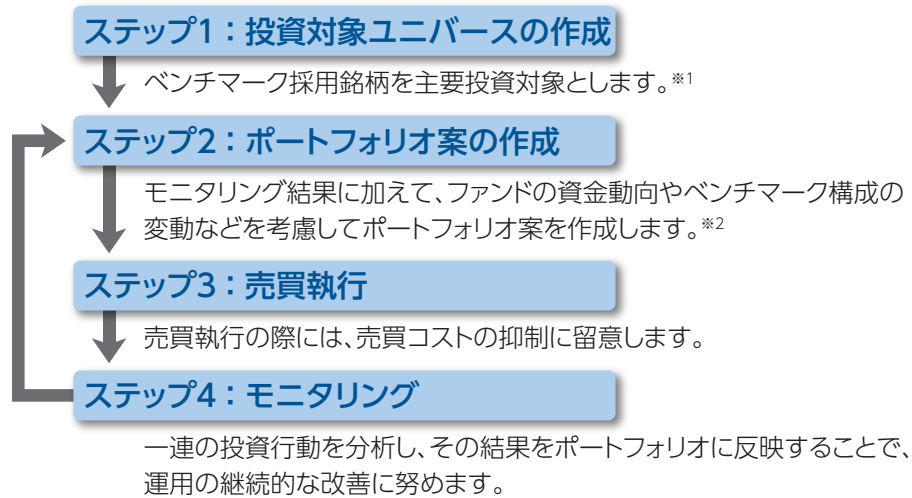 ステップ1：投資対象ユニバースの作成
ベンチマーク採用銘柄を主要投資対象とします。※1
ステップ2：ポートフォリオ案の作成
モニタリング結果に加えて、ファンドの資金動向やベンチマーク構成の
変動などを考慮してポートフォリオ案を作成します。※2
ステップ3：売買執行
売買執行の際には、売買コストの抑制に留意します。
ステップ4：モニタリング
一連の投資行動を分析し、その結果をポートフォリオに反映することで、
運用の継続的な改善に努めます。